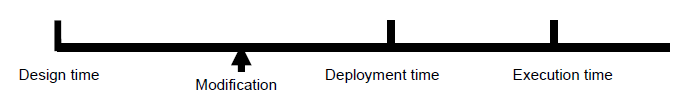 Design time
Modification
Deployment time
Execution time